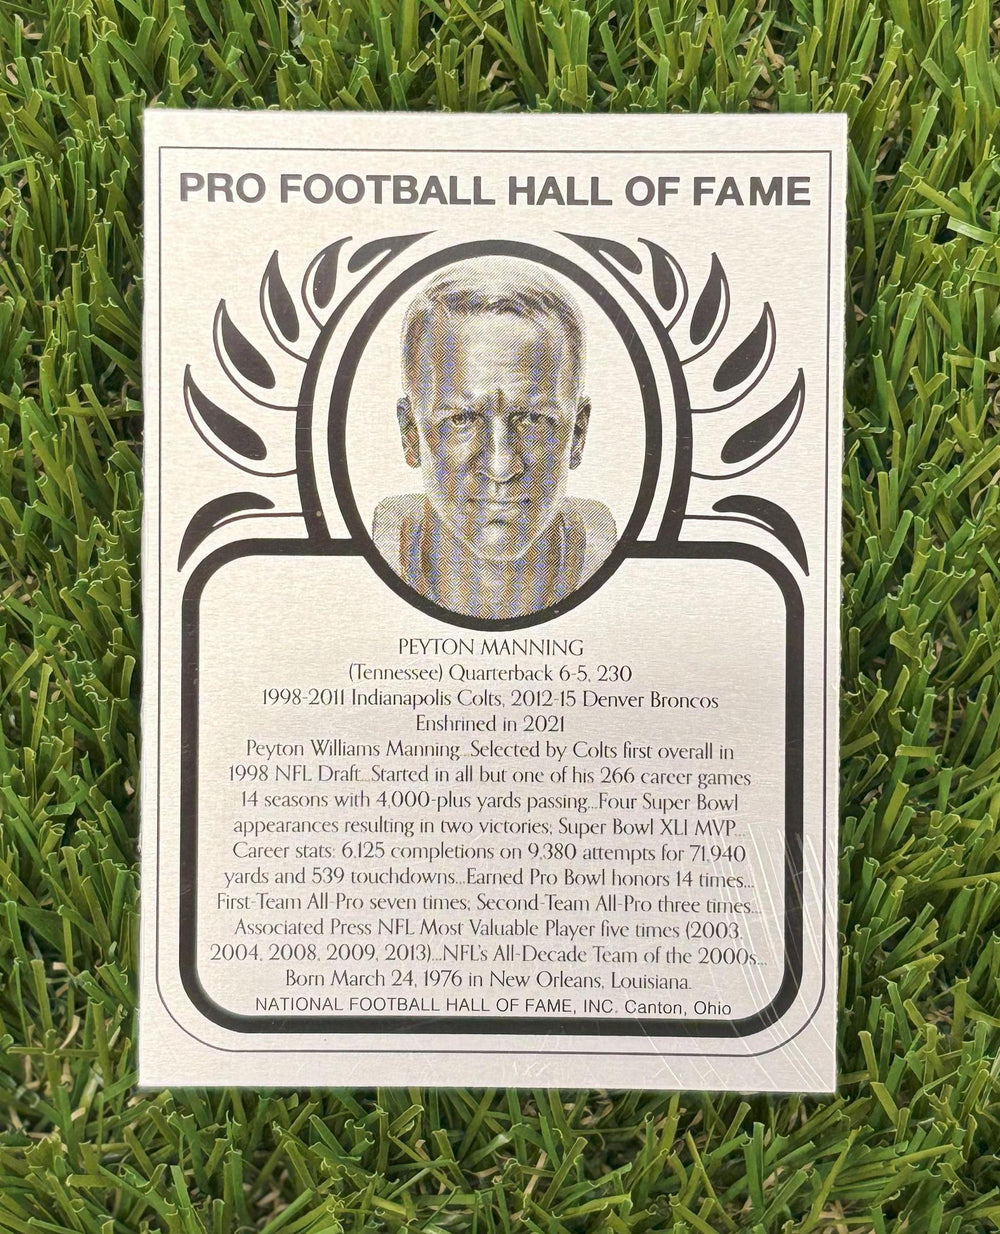 PRO FOOTBALL HALL OF FAME
PEYTON MANNING
(Tennessee) Quarterback 6-5, 230
1998-2011 Indianapolis Colts, 2012-15 Denver Broncos
Enshrined in 2021
Peyton Williams Manning...Selected by Colts first overall in
1998 NFL Draft...Started in all but one of his 266 career games
14 seasons with 4,000-plus yards passing...Four Super Bowl
appearances resulting in two victories; Super Bowl XLI MVP...
Career stats: 6,125 completions on 9,380 attempts for 71,940
yards and 539 touchdowns...Earned Pro Bowl honors 14 times...
First-Team All-Pro seven times; Second-Team All-Pro three times...
Associated Press NFL Most Valuable Player five times (2003,
2004, 2008, 2009, 2013)...NFL's All-Decade Team of the 2000s...
Born March 24, 1976 in New Orleans, Louisiana.
NATIONAL FOOTBALL HALL OF FAME, INC. Canton, Ohio